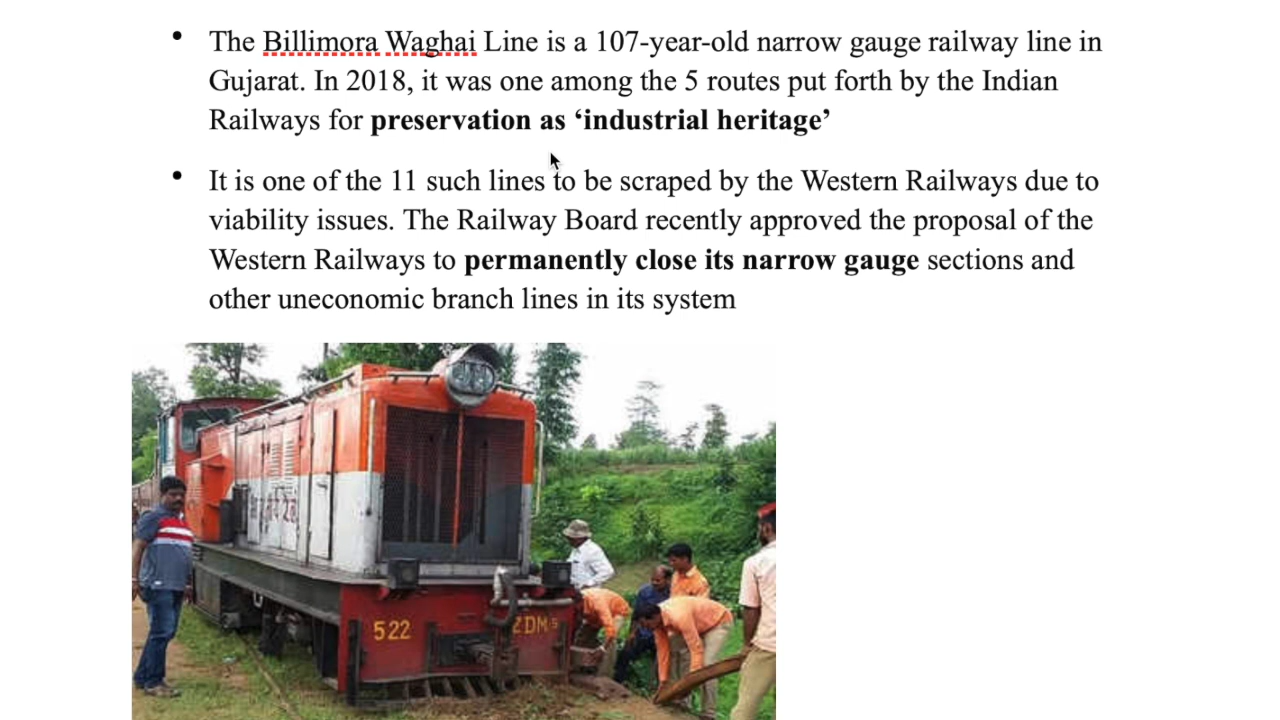 • The Billimora Waghai Line is a 107-year-old narrow gauge railway line in
Gujarat. In 2018, it was one among the 5 routes put forth by the Indian
Railways for preservation as ‘industrial heritage’
• It is one of the 11 such lines to be scraped by the Western Railways due to
viability issues. The Railway Board recently approved the proposal of the
Western Railways to permanently close its narrow gauge sections and
other uneconomic branch lines in its system
522
ZDM5